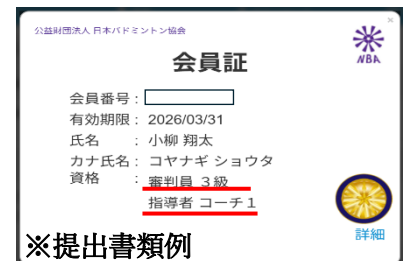 公益財団法人 日本バドミントン協会
×
NBA
会員証
会員番号：
有効期限：2026/03/31
氏名　　：小柳 翔太
カナ氏名：コヤナギ ショウタ
資格　　：審判員 3級
指導者 コーチ1
詳細
※提出書類例